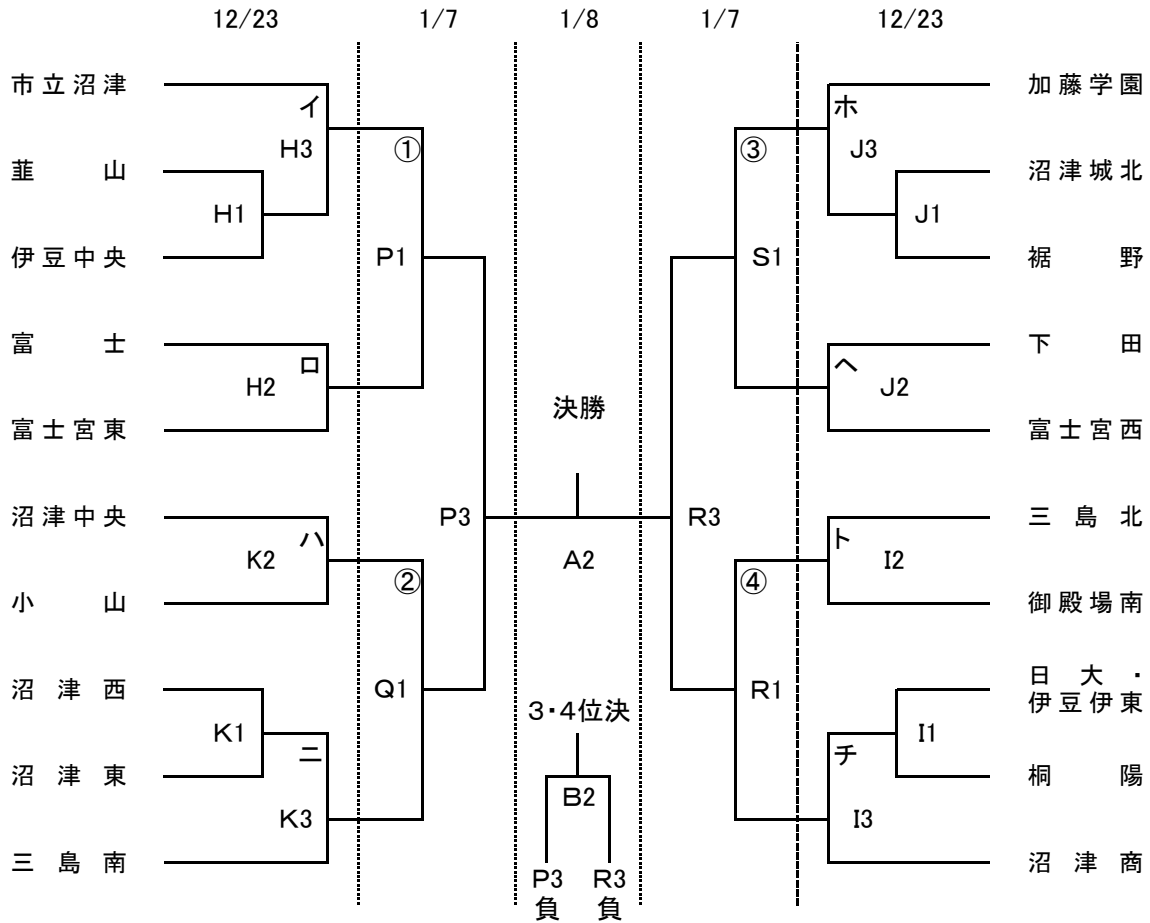 12/23 1/7 1/8 1/7 12/23
市立沼津 加藤学園
イ ホ
H3 ① ③ J3
韮山 沼津城北
H1 J1
伊豆中央 P1 S1 裾野
富士 下田
ロ ヘ
H2 J2
決勝
富士宮東 富士宮西
沼津中央 P3 R3 三島北
ハ ト
K2 A2 I2
② ④
小山 御殿場南
沼津西 Q1 R1 日大・
伊豆伊東
3・4位決
K1 I1
ニ チ
沼津東 桐陽
B2
K3 I3
三島南 沼津商
P3 R3
負 負